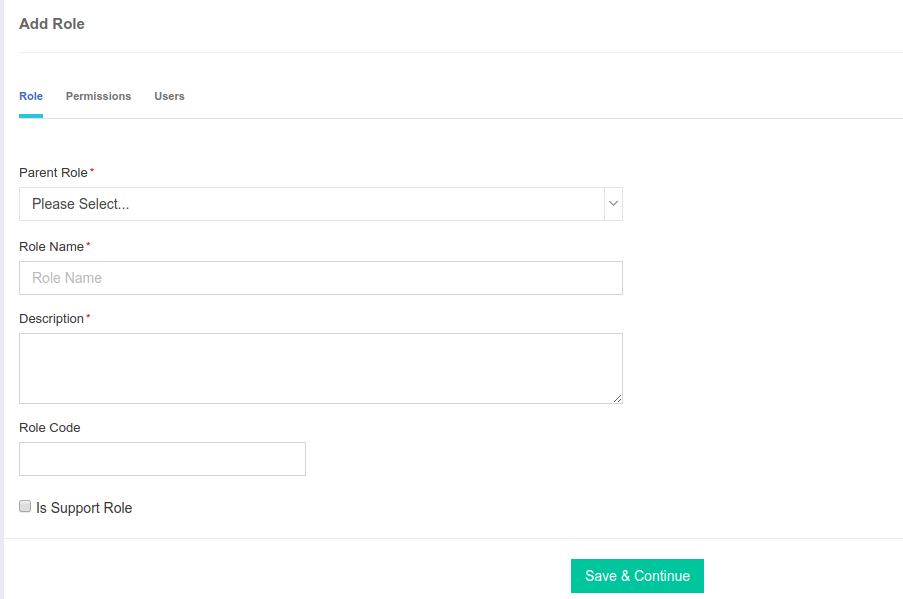 Add Role
Role Permissions Users
Parent Role*
Please Select...
Role Name*
Role Name
Description*
Role Code
Is Support Role
Save & Continue